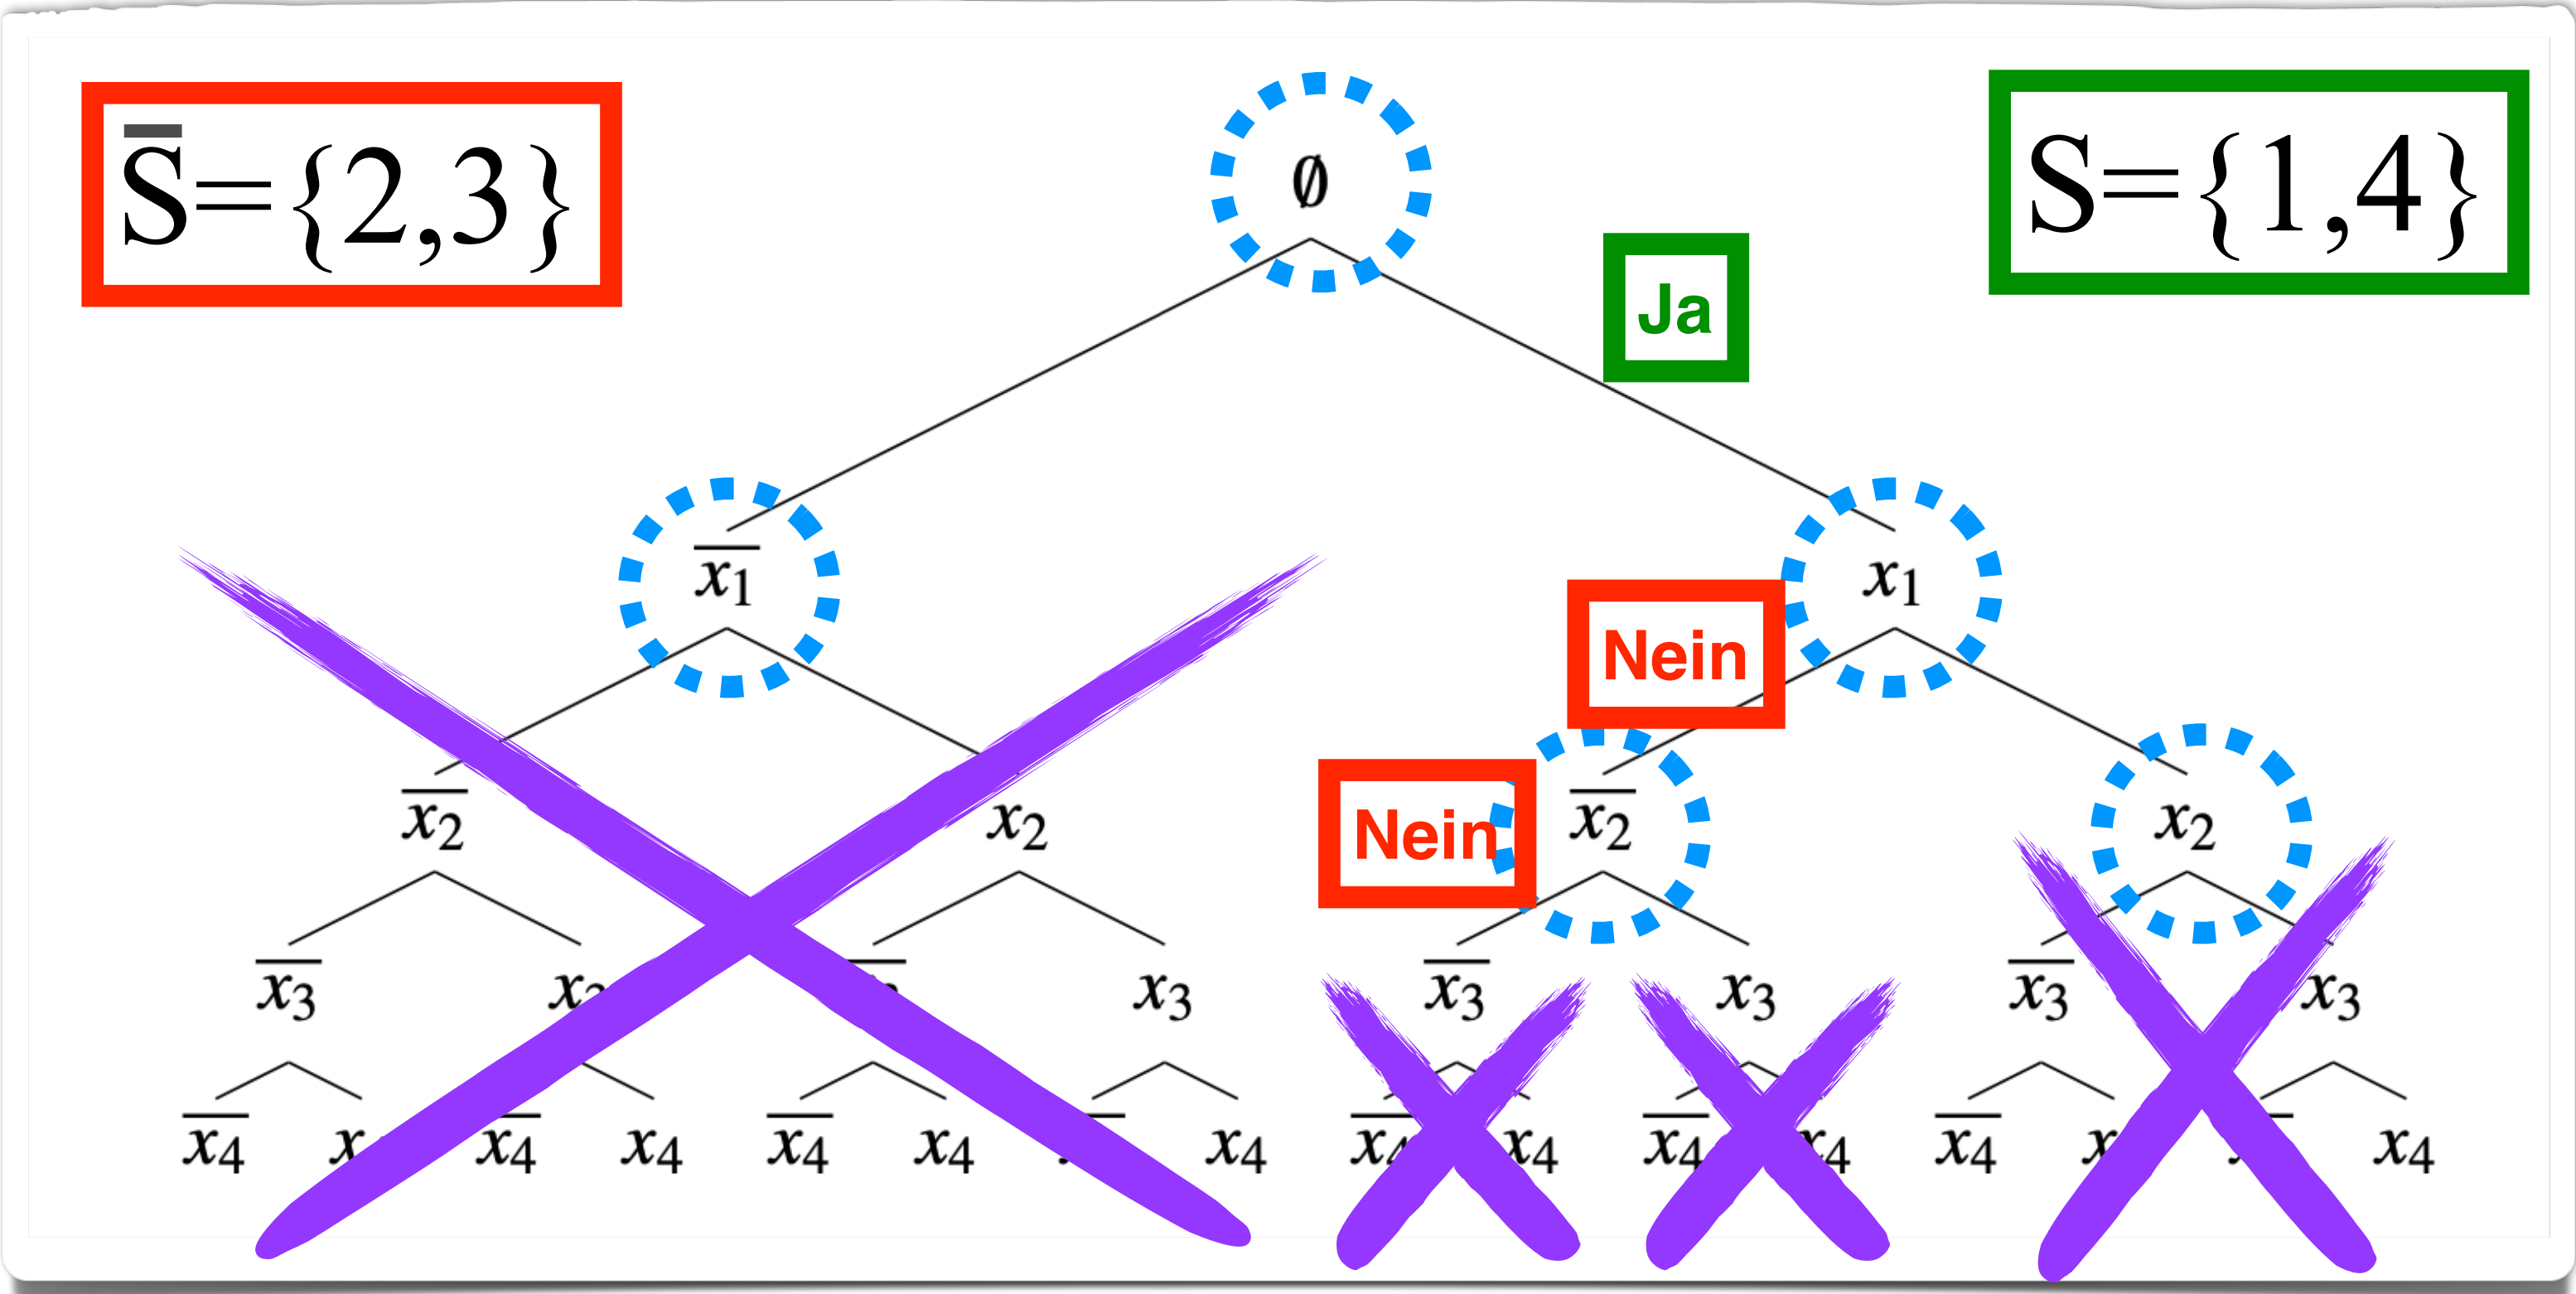 S̅={2,3}
S={1,4}
∅
Ja
x̅₁ x₁
Nein
Nein
x̅₂ x₂ x̅₂ x₂
x̅₃ x₃ x̅₃ x₃ x̅₃ x₃
x̅₄ x̅₄ x₄ x̅₄ x₄ x₄ x̅₄ x₄ x̅₄ x̅₄ x₄